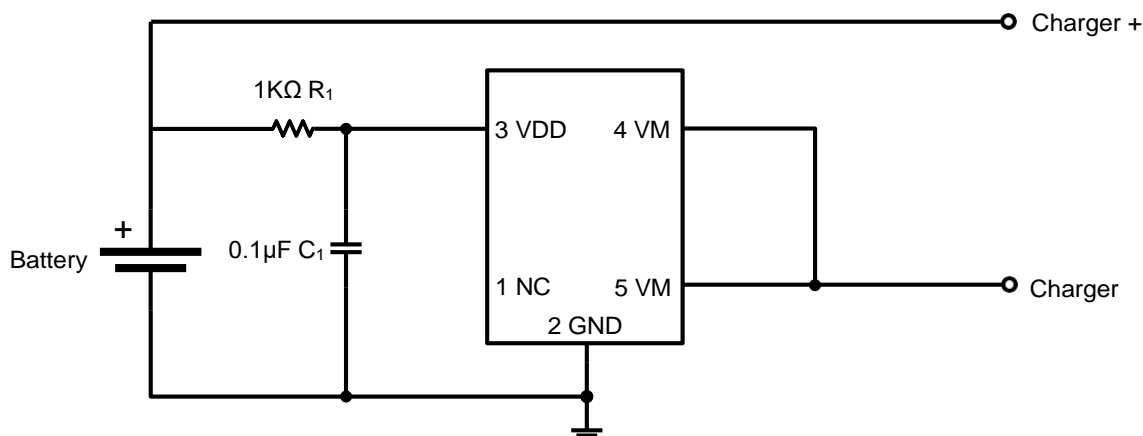 Charger +
1KΩ R₁
3 VDD
4 VM
+
Battery
0.1µF C₁
1 NC
5 VM
Charger
2 GND